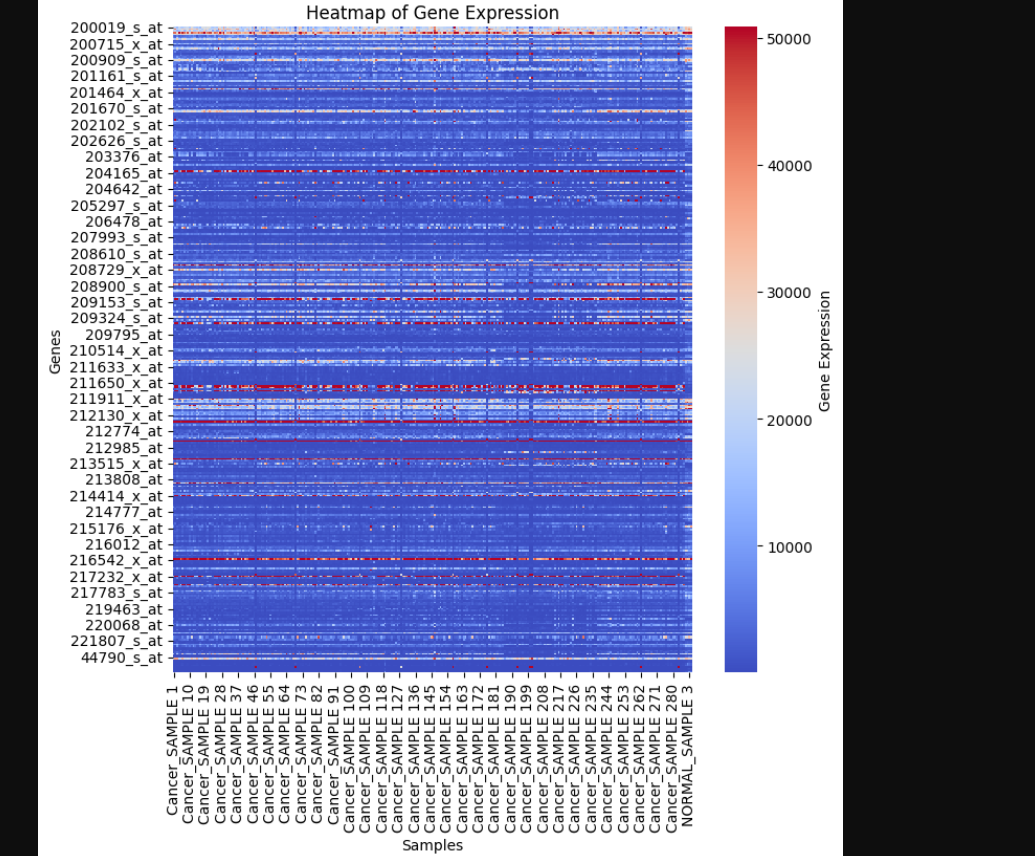 Heatmap of Gene Expression
200019_s_at
200715_x_at
200909_s_at
201161_s_at
201464_x_at
201670_s_at
202102_s_at
202626_s_at
203376_at
204165_at
204642_at
205297_s_at
206478_at
207993_s_at
208610_s_at
208729_x_at
208900_s_at
209153_s_at
209324_s_at
209795_at
210514_x_at
211633_x_at
211650_x_at
211911_x_at
212130_x_at
212774_at
212985_at
213515_x_at
213808_at
214414_x_at
214777_at
215176_x_at
216012_at
216542_x_at
217232_x_at
217783_s_at
219463_at
220068_at
221807_s_at
44790_s_at
Genes
Cancer_SAMPLE 1
Cancer_SAMPLE 10
Cancer_SAMPLE 19
Cancer_SAMPLE 28
Cancer_SAMPLE 37
Cancer_SAMPLE 46
Cancer_SAMPLE 55
Cancer_SAMPLE 64
Cancer_SAMPLE 73
Cancer_SAMPLE 82
Cancer_SAMPLE 91
Cancer_SAMPLE 100
Cancer_SAMPLE 109
Cancer_SAMPLE 118
Cancer_SAMPLE 127
Cancer_SAMPLE 136
Cancer_SAMPLE 145
Cancer_SAMPLE 154
Cancer_SAMPLE 163
Cancer_SAMPLE 172
Cancer_SAMPLE 181
Cancer_SAMPLE 190
Cancer_SAMPLE 199
Cancer_SAMPLE 208
Cancer_SAMPLE 217
Cancer_SAMPLE 226
Cancer_SAMPLE 235
Cancer_SAMPLE 244
Cancer_SAMPLE 253
Cancer_SAMPLE 262
Cancer_SAMPLE 271
Cancer_SAMPLE 280
NORMAL_SAMPLE 3
Samples
50000
40000
30000
20000
10000
Gene Expression